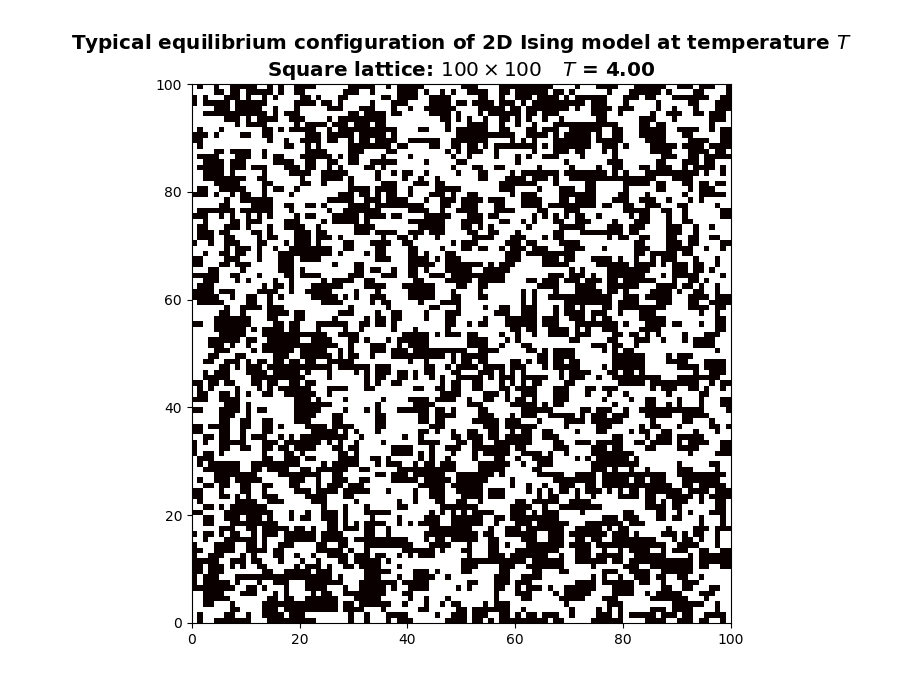 Typical equilibrium configuration of 2D Ising model at temperature T
Square lattice: 100 × 100 T = 4.00
100
80
60
40
20
0
0 20 40 60 80 100